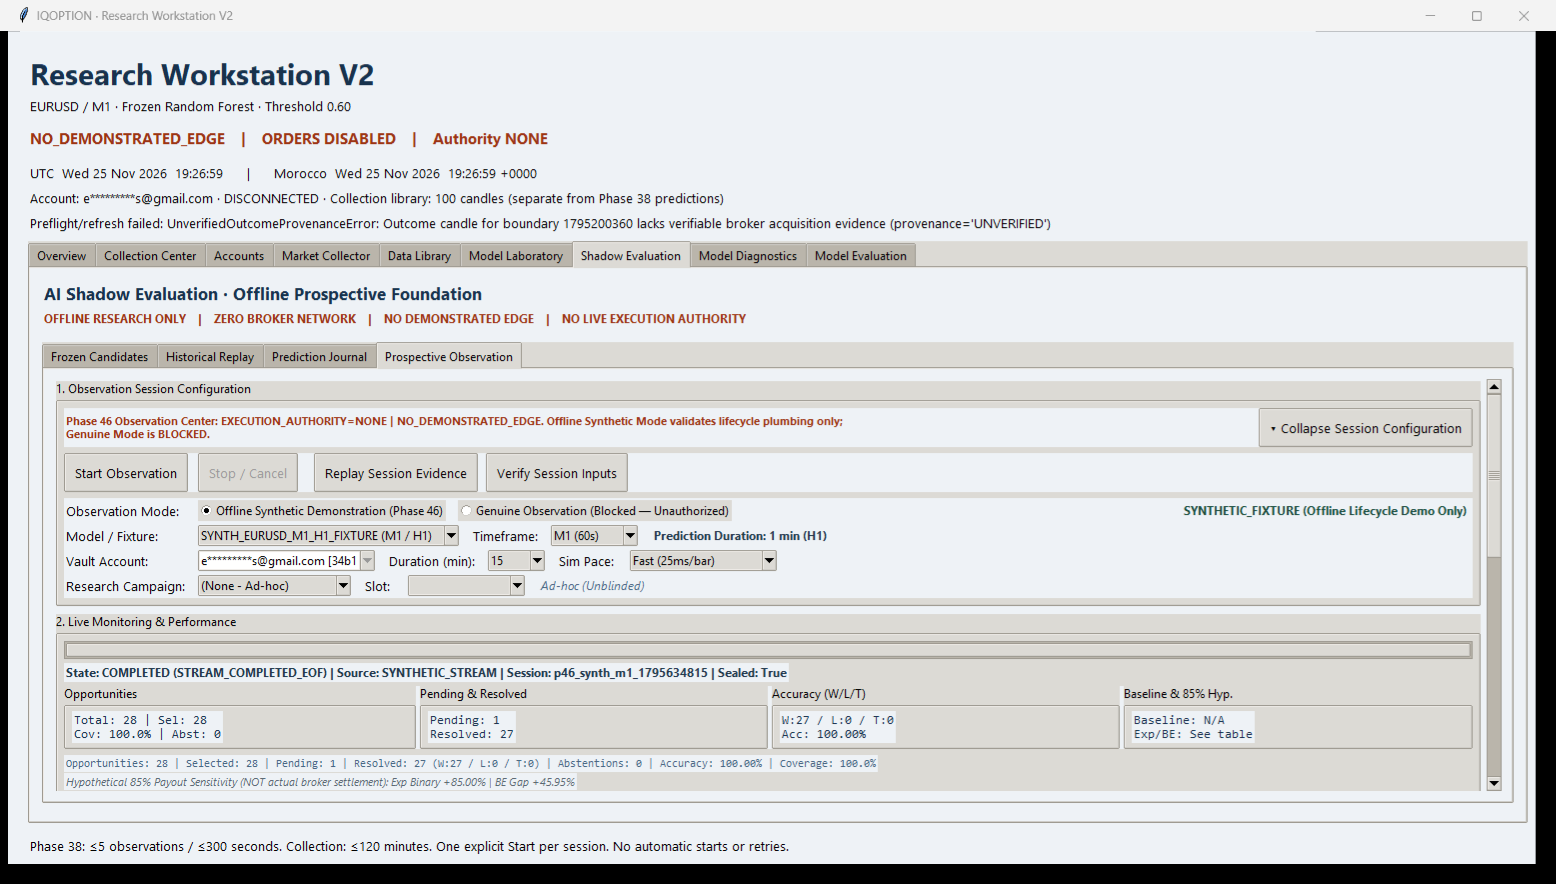 IQOPTION · Research Workstation V2
Research Workstation V2
EURUSD / M1 · Frozen Random Forest · Threshold 0.60
NO_DEMONSTRATED_EDGE | ORDERS DISABLED | Authority NONE
UTC Wed 25 Nov 2026 19:26:59 | Morocco Wed 25 Nov 2026 19:26:59 +0000
Account: e*********s@gmail.com · DISCONNECTED · Collection library: 100 candles (separate from Phase 38 predictions)
Preflight/refresh failed: UnverifiedOutcomeProvenanceError: Outcome candle for boundary 1795200360 lacks verifiable broker acquisition evidence (provenance='UNVERIFIED')
Overview Collection Center Accounts Market Collector Data Library Model Laboratory Shadow Evaluation Model Diagnostics Model Evaluation
AI Shadow Evaluation · Offline Prospective Foundation
OFFLINE RESEARCH ONLY | ZERO BROKER NETWORK | NO DEMONSTRATED EDGE | NO LIVE EXECUTION AUTHORITY
Frozen Candidates Historical Replay Prediction Journal Prospective Observation
1. Observation Session Configuration
Phase 46 Observation Center: EXECUTION_AUTHORITY=NONE | NO_DEMONSTRATED_EDGE. Offline Synthetic Mode validates lifecycle plumbing only;
Genuine Mode is BLOCKED.
▾ Collapse Session Configuration
Start Observation Stop / Cancel Replay Session Evidence Verify Session Inputs
Observation Mode: Offline Synthetic Demonstration (Phase 46) Genuine Observation (Blocked — Unauthorized) SYNTHETIC_FIXTURE (Offline Lifecycle Demo Only)
Model / Fixture: SYNTH_EURUSD_M1_H1_FIXTURE (M1 / H1) Timeframe: M1 (60s) Prediction Duration: 1 min (H1)
Vault Account: e*********s@gmail.com [34b1 Duration (min): 15 Sim Pace: Fast (25ms/bar)
Research Campaign: (None - Ad-hoc) Slot: Ad-hoc (Unblinded)
2. Live Monitoring & Performance
State: COMPLETED (STREAM_COMPLETED_EOF) | Source: SYNTHETIC_STREAM | Session: p46_synth_m1_1795634815 | Sealed: True
Opportunities Pending & Resolved Accuracy (W/L/T) Baseline & 85% Hyp.
Total: 28 | Sel: 28 Pending: 1 W:27 / L:0 / T:0 Baseline: N/A
Cov: 100.0% | Abst: 0 Resolved: 27 Acc: 100.00% Exp/BE: See table
Opportunities: 28 | Selected: 28 | Pending: 1 | Resolved: 27 (W:27 / L:0 / T:0) | Abstentions: 0 | Accuracy: 100.00% | Coverage: 100.0%
Hypothetical 85% Payout Sensitivity (NOT actual broker settlement): Exp Binary +85.00% | BE Gap +45.95%
Phase 38: ≤5 observations / ≤300 seconds. Collection: ≤120 minutes. One explicit Start per session. No automatic starts or retries.